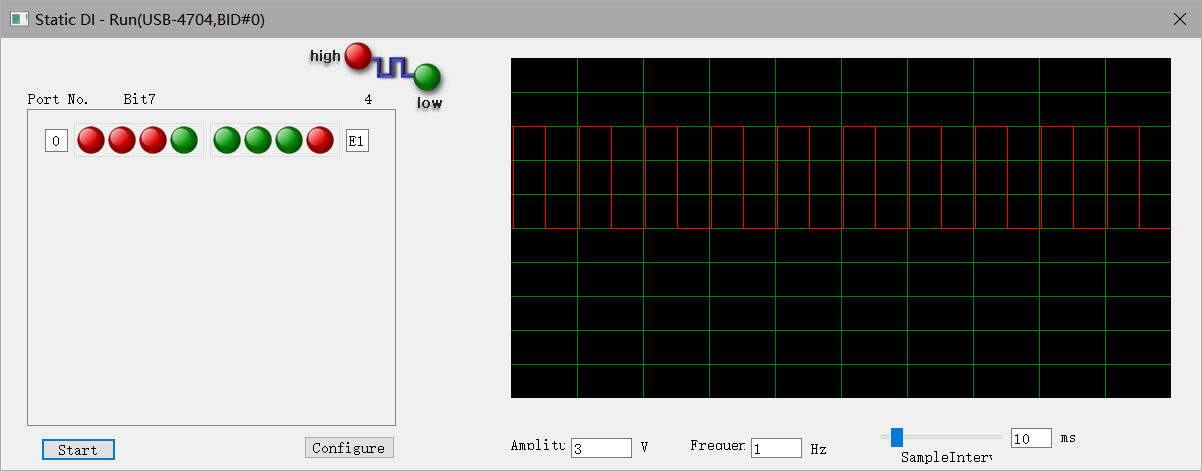 Static DI - Run(USB-4704,BID#0)
high
low
Port No. Bit7 4
0 E1
Start
Configure
Amplitu 3 V
Frequen 1 Hz
10 ms
SampleInterv